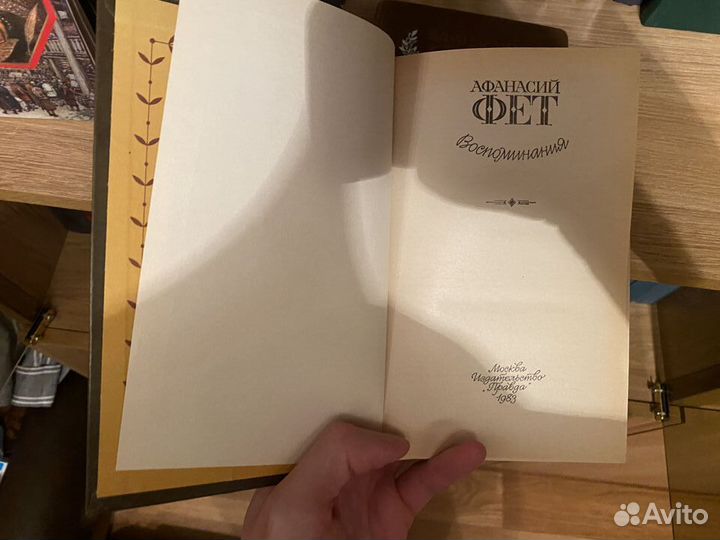 АФАНАСИЙ
ФЕТ
Воспоминания
Москва
Издательство
"Правда"
1983
Avito